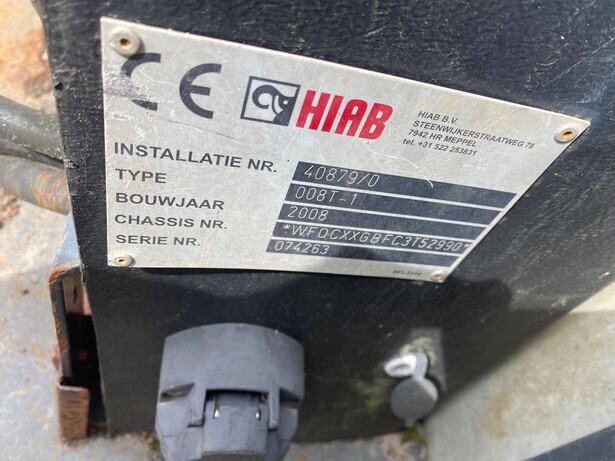 CE HIAB
HIAB B.V.
STEENWIJKERSTRAATWEG 78
7942 HR MEPPEL
tel. +31 522 253831
INSTALLATIE NR. 40879/0
TYPE 008T-1
BOUWJAAR 2008
CHASSIS NR. *WF0CXXGBFC3T52990*
SERIE NR. 074263